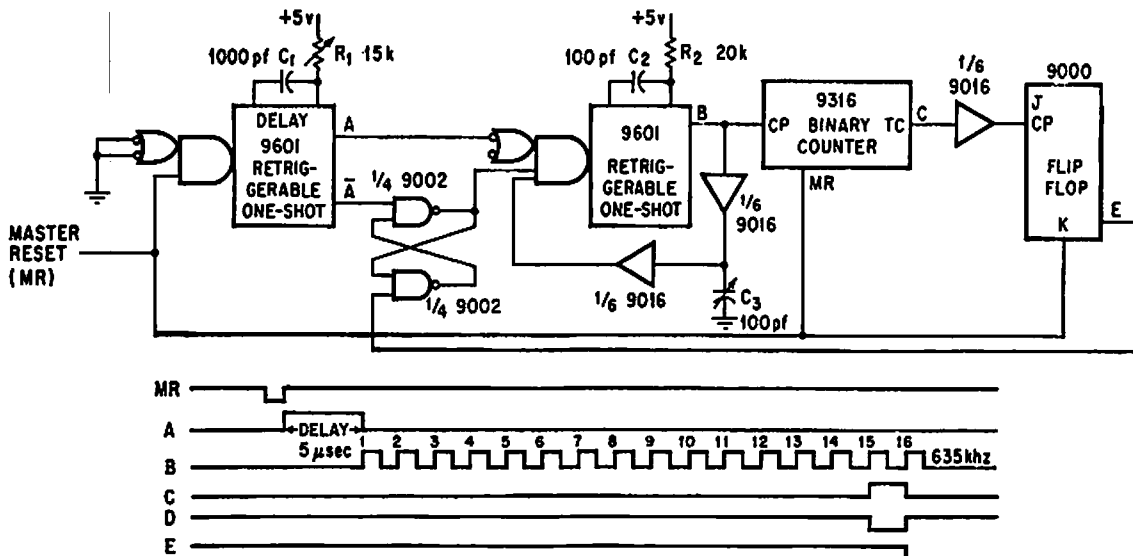 +5v
1000 pf C1
R1 15k
DELAY
9601
RETRIG-
GERABLE
ONE-SHOT
A
A̅
1/4 9002
1/4 9002
MASTER
RESET
(MR)
+5v
100 pf C2
R2 20k
9601
RETRIG-
GERABLE
ONE-SHOT
B
1/6
9016
1/6 9016
C3
100pf
9316
CP BINARY TC
COUNTER
MR
C
1/6
9016
9000
J
CP
FLIP
FLOP
K
E
MR
A
DELAY
5 μsec
B
1 2 3 4 5 6 7 8 9 10 11 12 13 14 15 16
635khz
C
D
E